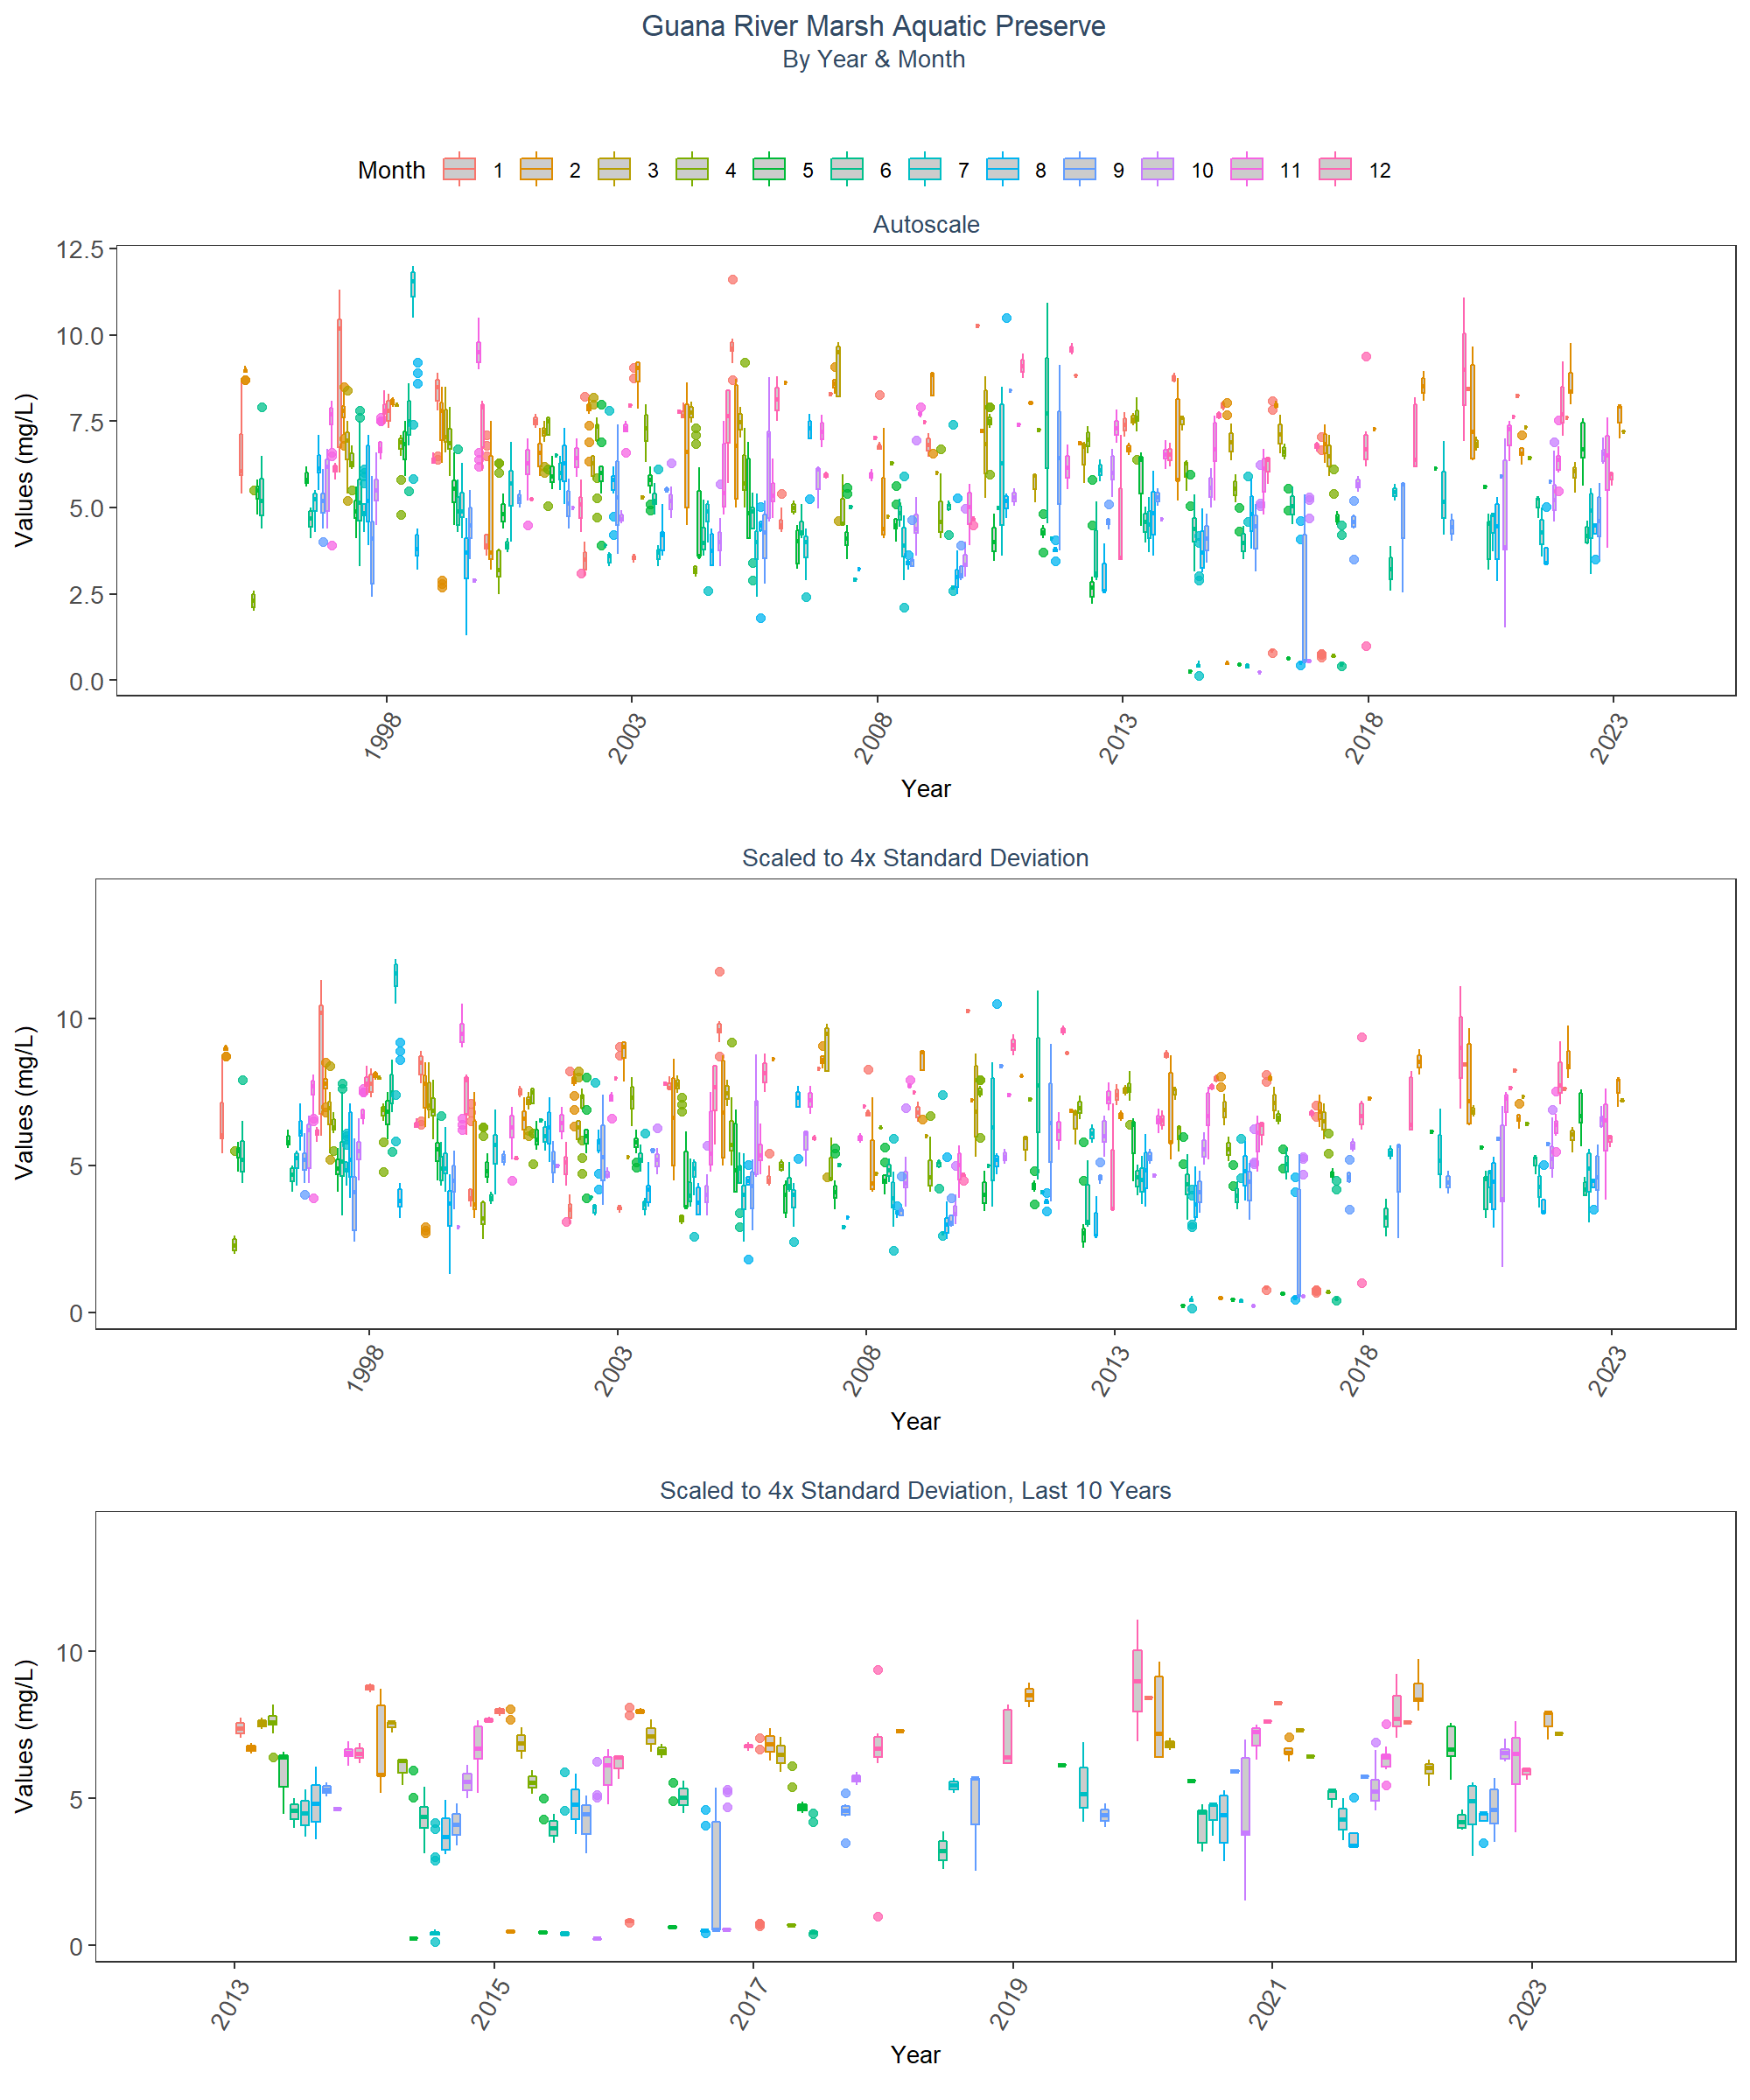 Guana River Marsh Aquatic Preserve
By Year & Month
Month 1 2 3 4 5 6 7 8 9 10 11 12
Autoscale
Values (mg/L)
12.5
10.0
7.5
5.0
2.5
0.0
1998 2003 2008 2013 2018 2023
Year
Scaled to 4x Standard Deviation
Values (mg/L)
10
5
0
1998 2003 2008 2013 2018 2023
Year
Scaled to 4x Standard Deviation, Last 10 Years
Values (mg/L)
10
5
0
2013 2015 2017 2019 2021 2023
Year